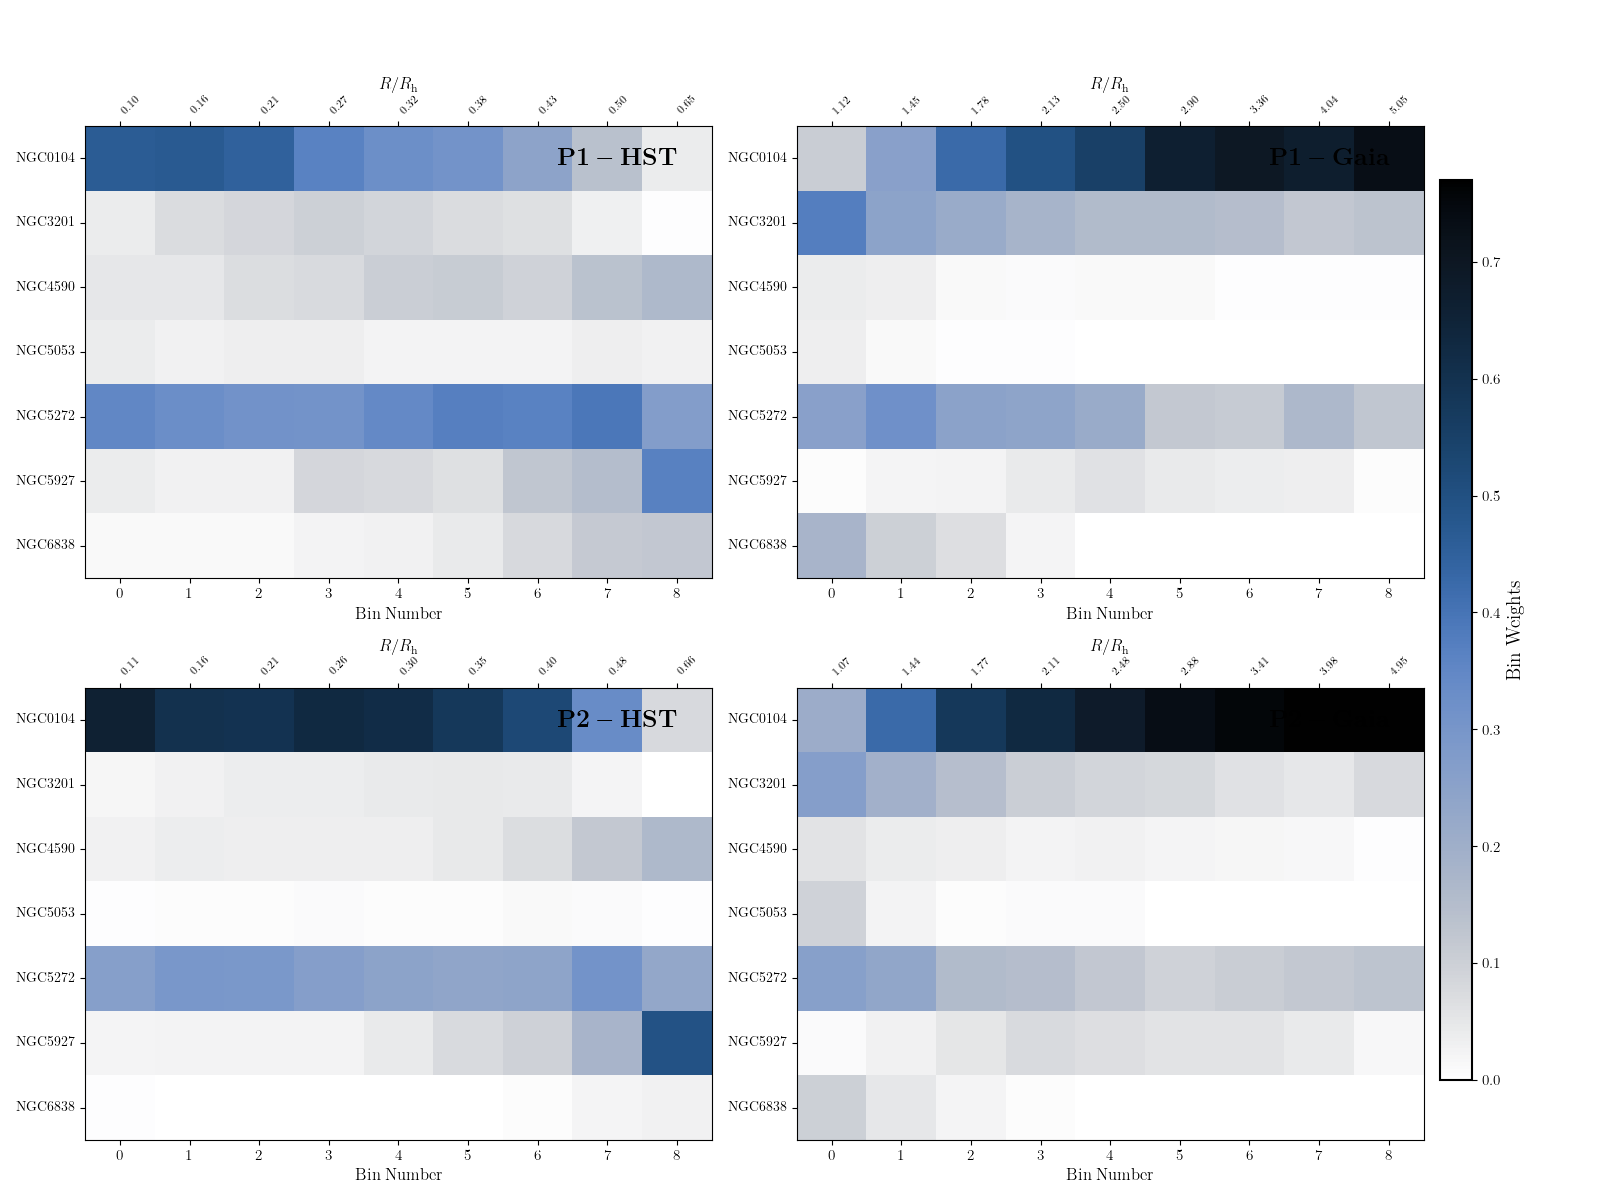 R/Rh
0.10 0.16 0.21 0.27 0.32 0.38 0.43 0.50 0.65
NGC0104
NGC3201
NGC4590
NGC5053
NGC5272
NGC5927
NGC6838
P1 − HST
0 1 2 3 4 5 6 7 8
Bin Number
R/Rh
1.12 1.45 1.78 2.13 2.50 2.90 3.36 4.04 5.05
NGC0104
NGC3201
NGC4590
NGC5053
NGC5272
NGC5927
NGC6838
P1 − Gaia
0 1 2 3 4 5 6 7 8
Bin Number
R/Rh
0.11 0.16 0.21 0.26 0.30 0.35 0.40 0.48 0.66
NGC0104
NGC3201
NGC4590
NGC5053
NGC5272
NGC5927
NGC6838
P2 − HST
0 1 2 3 4 5 6 7 8
Bin Number
R/Rh
1.07 1.44 1.77 2.11 2.48 2.88 3.41 3.98 4.95
NGC0104
NGC3201
NGC4590
NGC5053
NGC5272
NGC5927
NGC6838
0 1 2 3 4 5 6 7 8
Bin Number
0.7
0.6
0.5
0.4
0.3
0.2
0.1
0.0
Bin Weights